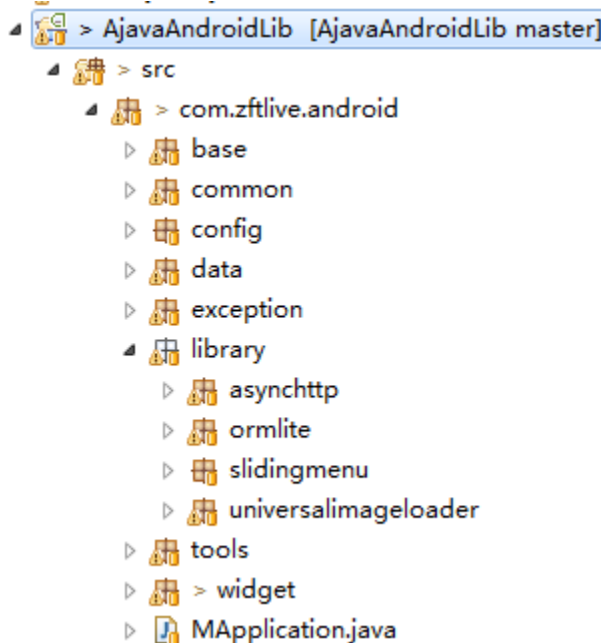 > AjavaAndroidLib [AjavaAndroidLib master]
> src
> com.zftlive.android
base
common
config
data
exception
library
asynchttp
ormlite
slidingmenu
universalimageloader
tools
> widget
MApplication.java